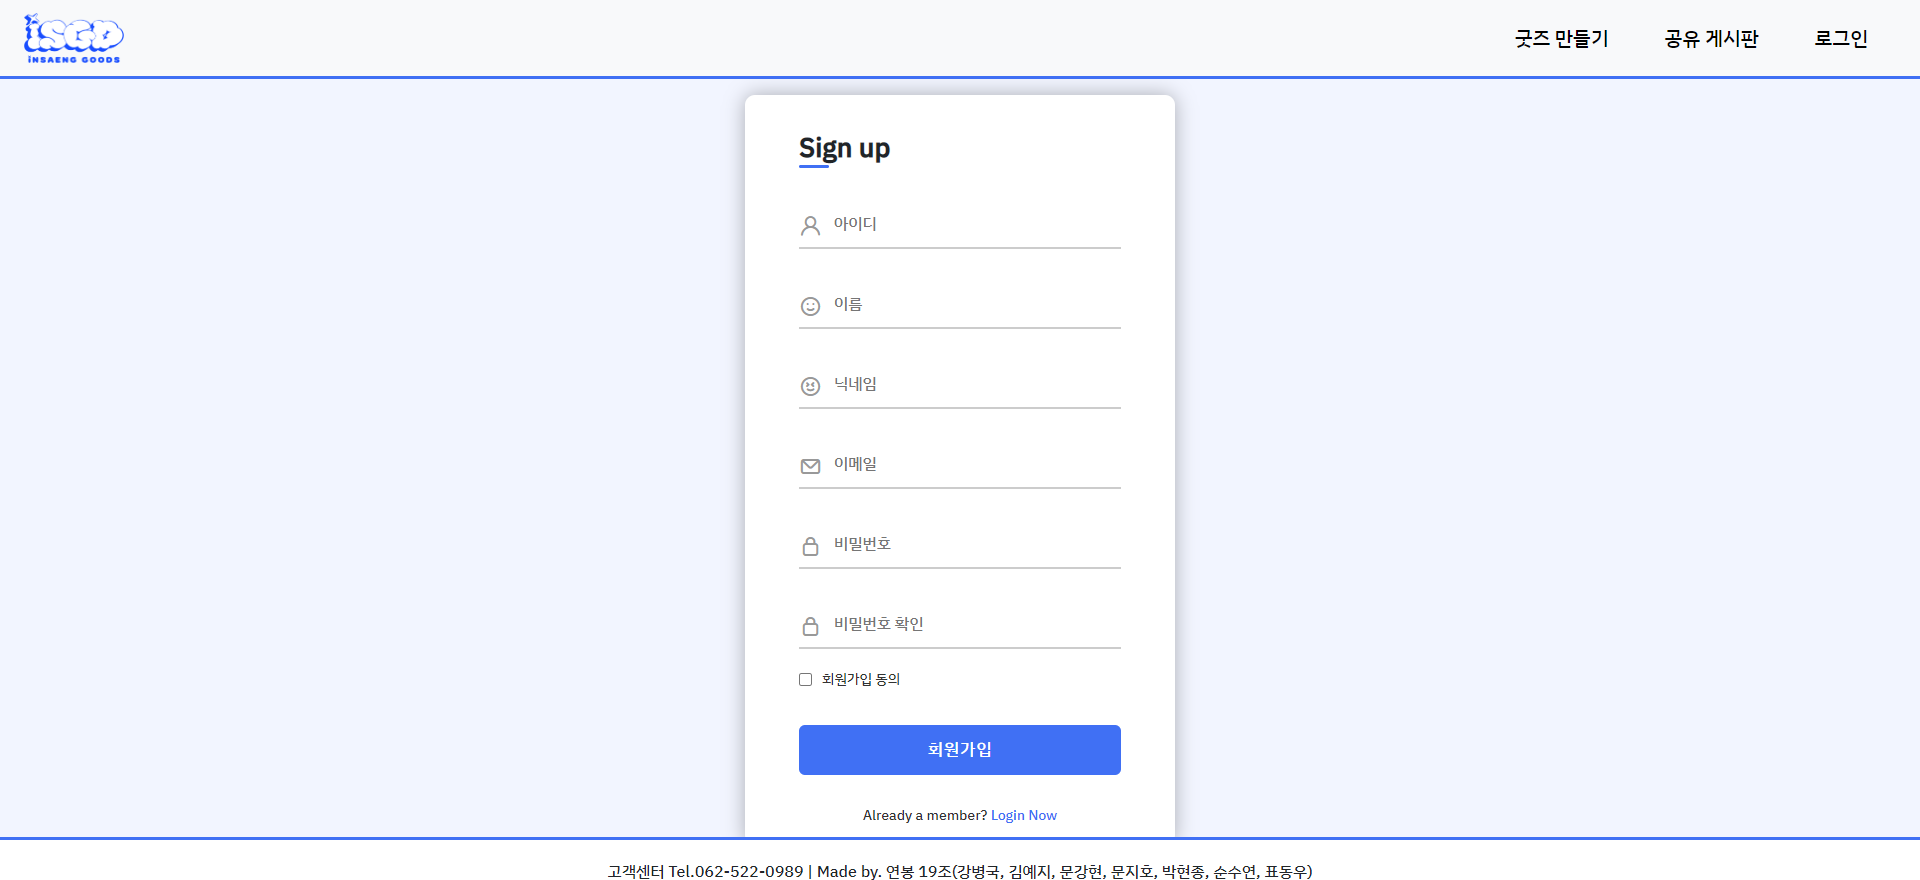 iSGD
iNSAENG GOODS
굿즈 만들기
공유 게시판
로그인
Sign up
아이디
이름
닉네임
이메일
비밀번호
비밀번호 확인
회원가입 동의
회원가입
Already a member? Login Now
고객센터 Tel.062-522-0989 | Made by. 연봉 19조(강병국, 김예지, 문강현, 문지호, 박현종, 순수연, 표동우)